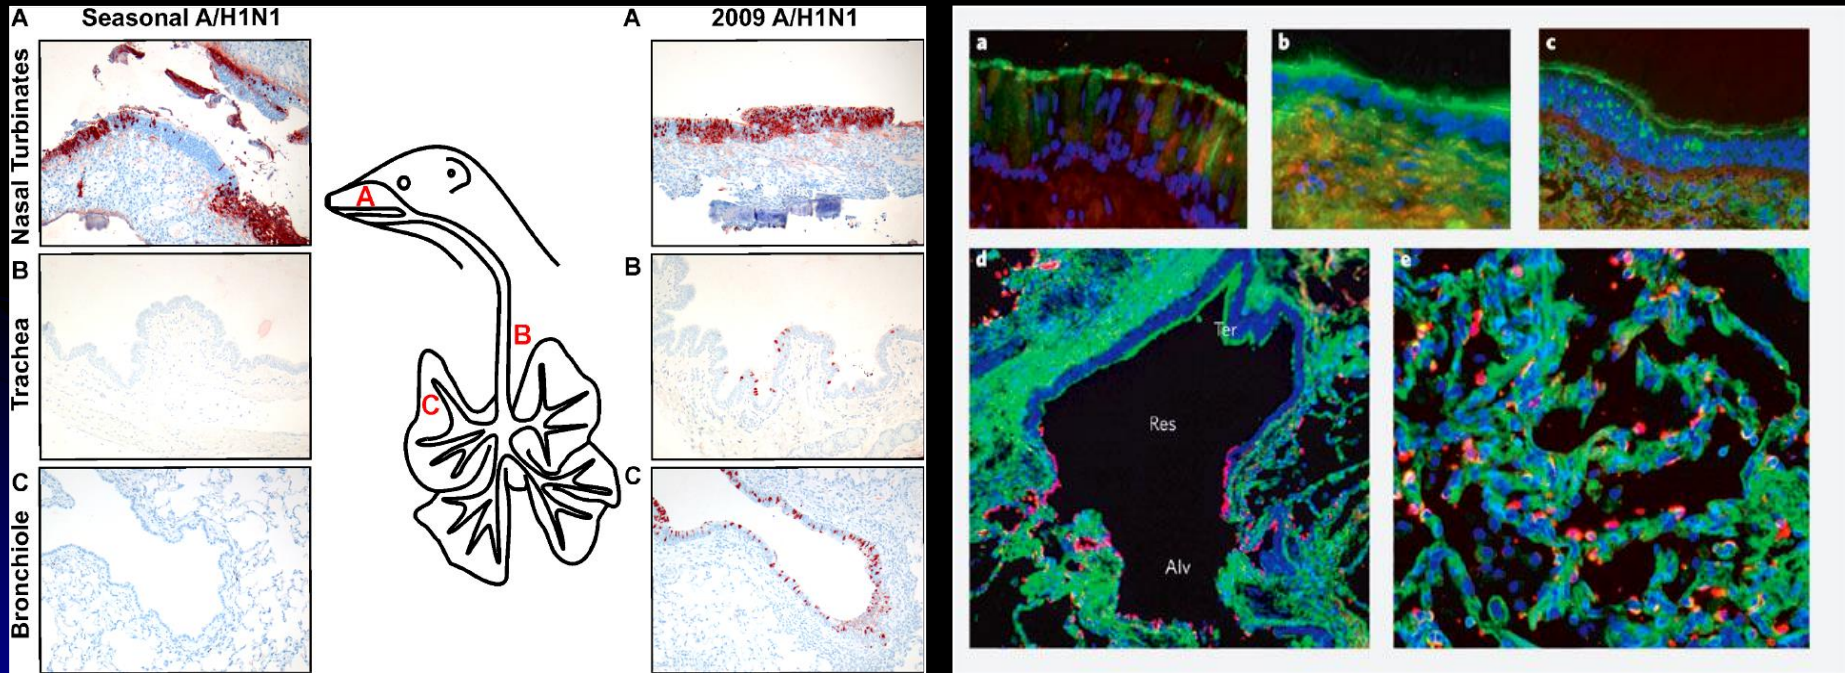 A Seasonal A/H1N1
A 2009 A/H1N1
Nasal Turbinates
A
B
B
Trachea
B
C
C
C
Bronchiole
a
b
c
d
Ter
Res
Alv
e